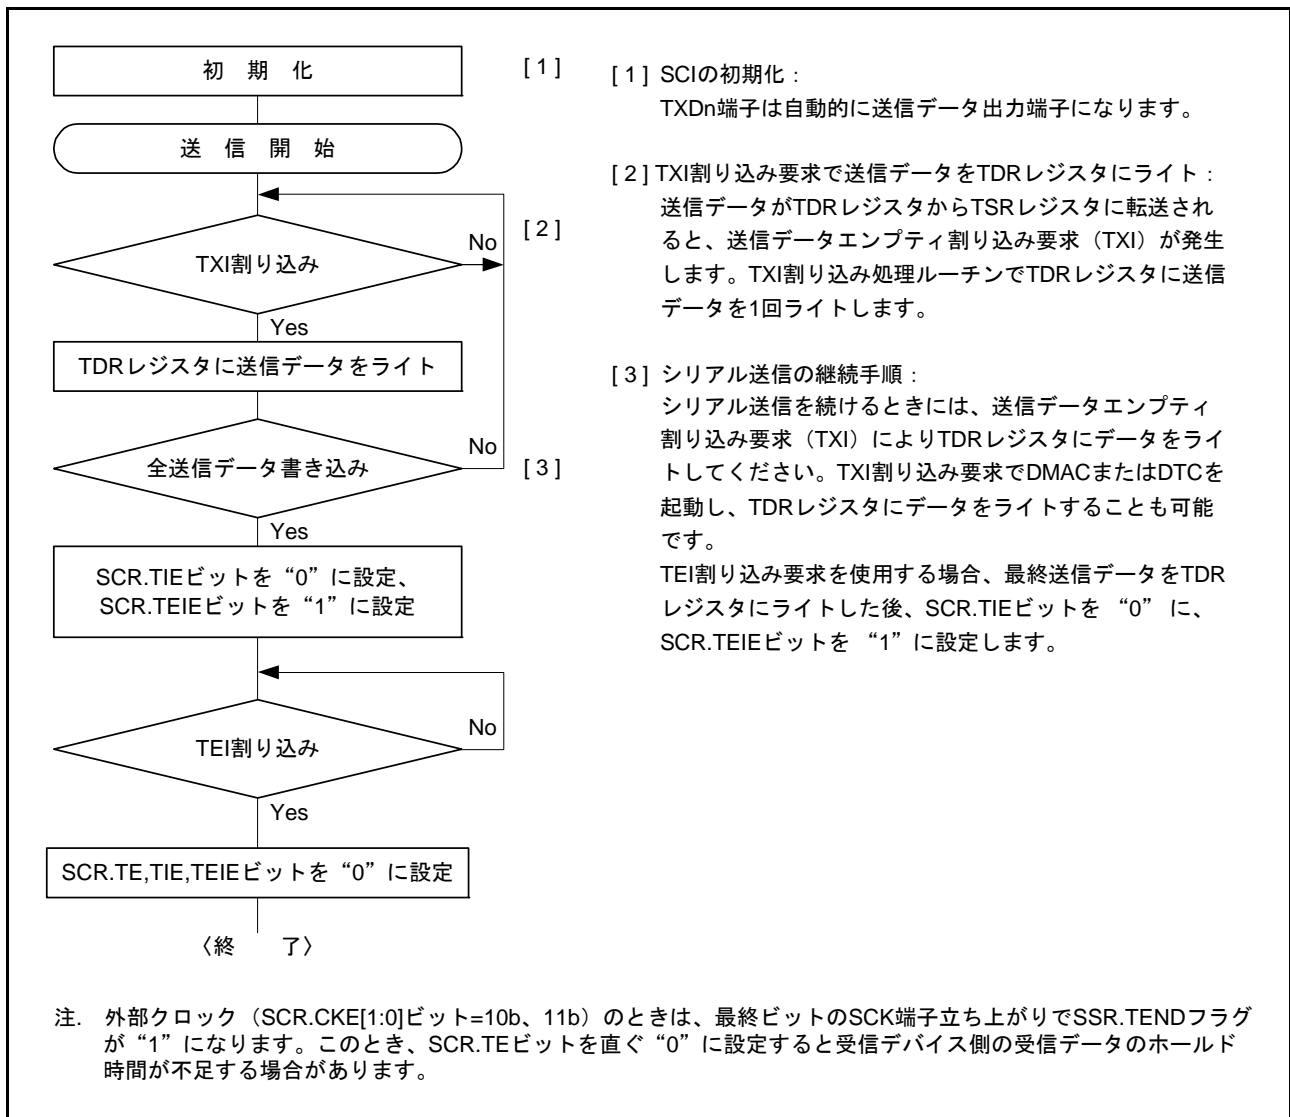 初　期　化
[ 1 ]
送　信　開　始
TXI割り込み
No
[ 2 ]
Yes
TDRレジスタに送信データをライト
全送信データ書き込み
No
[ 3 ]
Yes
SCR.TIEビットを “0” に設定、
SCR.TEIEビットを “1” に設定
TEI割り込み
No
Yes
SCR.TE,TIE,TEIEビットを “0” に設定
〈終　　了〉
[ 1 ] SCIの初期化：
TXDn端子は自動的に送信データ出力端子になります。
[ 2 ] TXI割り込み要求で送信データをTDRレジスタにライト：
送信データがTDRレジスタからTSRレジスタに転送され
ると、送信データエンプティ割り込み要求（TXI）が発生
します。TXI割り込み処理ルーチンでTDRレジスタに送信
データを1回ライトします。
[ 3 ] シリアル送信の継続手順：
シリアル送信を続けるときには、送信データエンプティ
割り込み要求（TXI）によりTDRレジスタにデータをライ
トしてください。TXI割り込み要求でDMACまたはDTCを
起動し、TDRレジスタにデータをライトすることも可能
です。
TEI割り込み要求を使用する場合、最終送信データをTDR
レジスタにライトした後、SCR.TIEビットを “0” に、
SCR.TEIEビットを “1” に設定します。
注.　外部クロック（SCR.CKE[1:0]ビット=10b、11b）のときは、最終ビットのSCK端子立ち上がりでSSR.TENDフラグ
が “1” になります。このとき、SCR.TEビットを直ぐ “0” に設定すると受信デバイス側の受信データのホールド
時間が不足する場合があります。